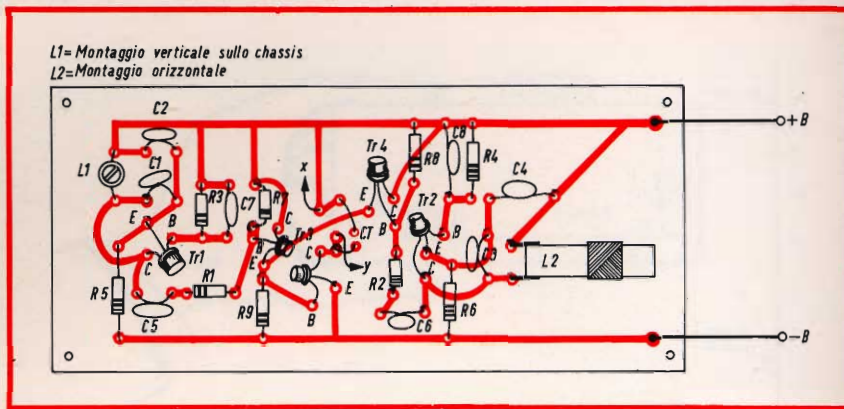 L1= Montaggio verticale sullo chassis
L2= Montaggio orizzontale
C2
+B
Tr4
C8
R8
R4
C4
L1
C1
x
R3
C7
R7
E
C
Tr2
B
E
B
C
CT
B
E
B
C
Tr1
B
Tr3
C
y
E
C3
L2
R5
R1
E
R2
C
C5
R9
B
E
C6
R6
-B